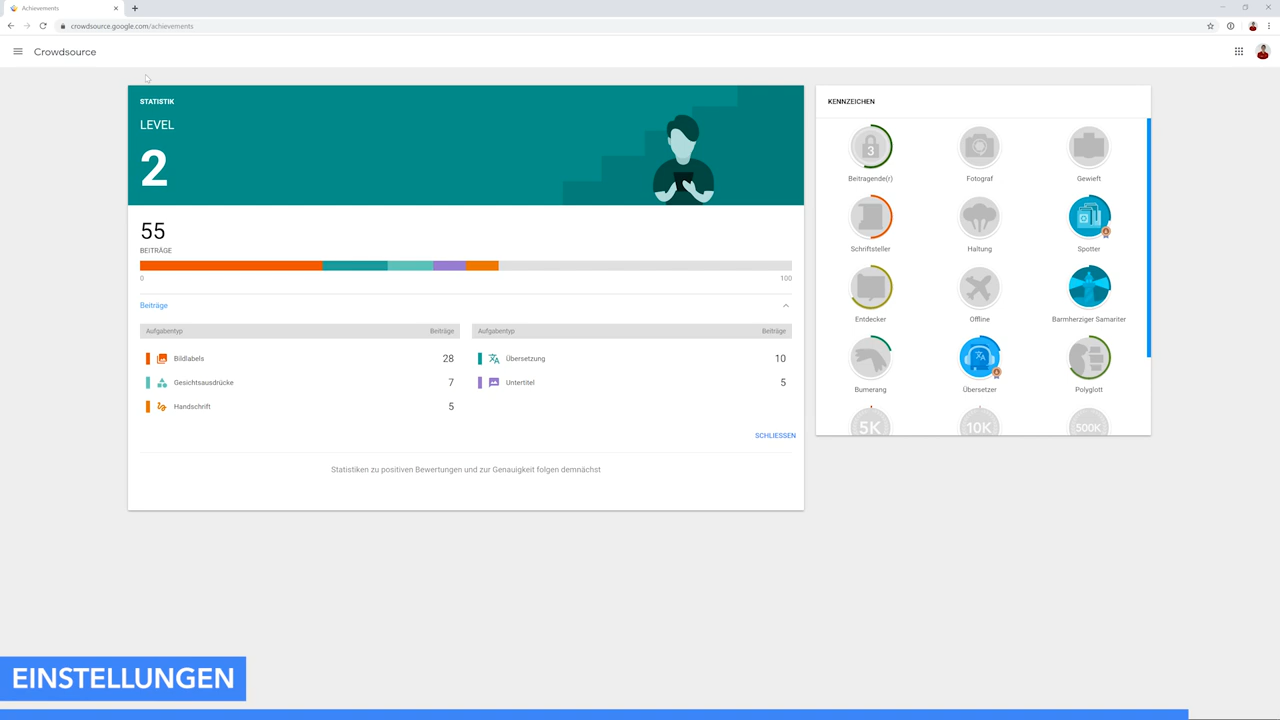 Achievements
crowdsource.google.com/achievements
Crowdsource
STATISTIK
LEVEL
2
55
BEITRÄGE
0 100
Beiträge
Aufgabentyp Beiträge Aufgabentyp Beiträge
Bildlabels 28 Übersetzung 10
Gesichtsausdrücke 7 Untertitel 5
Handschrift 5
SCHLIESSEN
Statistiken zu positiven Bewertungen und zur Genauigkeit folgen demnächst
KENNZEICHEN
3
Beitragende(r) Fotograf Gewieft
Schriftsteller Haltung Spotter
Entdecker Offline Barmherziger Samariter
Bumerang Übersetzer Polyglott
5K 10K 500K
EINSTELLUNGEN